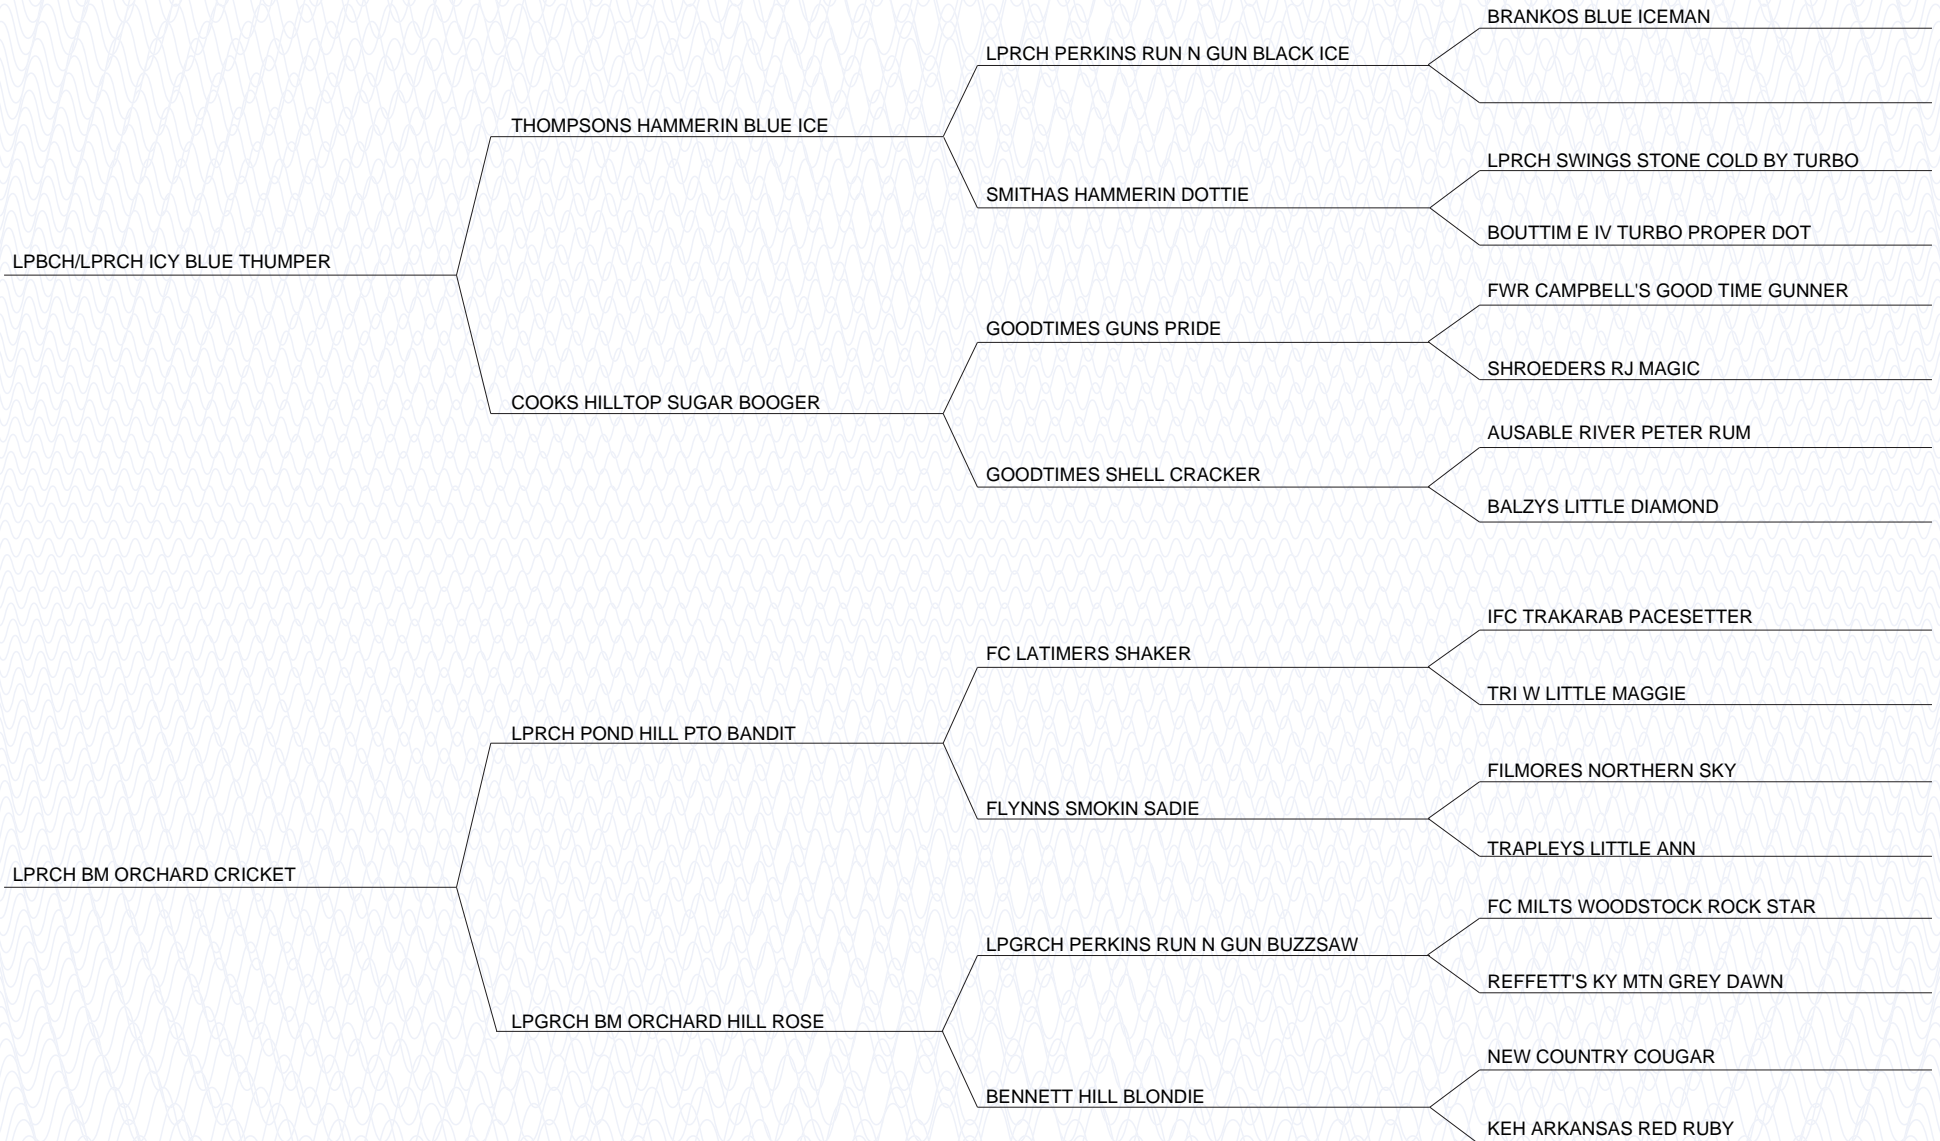 BRANKOS BLUE ICEMAN
LPRCH PERKINS RUN N GUN BLACK ICE
THOMPSONS HAMMERIN BLUE ICE
LPRCH SWINGS STONE COLD BY TURBO
SMITHAS HAMMERIN DOTTIE
BOUTTIM E IV TURBO PROPER DOT
LPBCH/LPRCH ICY BLUE THUMPER
FWR CAMPBELL'S GOOD TIME GUNNER
GOODTIMES GUNS PRIDE
SHROEDERS RJ MAGIC
COOKS HILLTOP SUGAR BOOGER
AUSABLE RIVER PETER RUM
GOODTIMES SHELL CRACKER
BALZYS LITTLE DIAMOND
IFC TRAKARAB PACESETTER
FC LATIMERS SHAKER
TRI W LITTLE MAGGIE
LPRCH POND HILL PTO BANDIT
FILMORES NORTHERN SKY
FLYNNS SMOKIN SADIE
TRAPLEYS LITTLE ANN
LPRCH BM ORCHARD CRICKET
FC MILTS WOODSTOCK ROCK STAR
LPGRCH PERKINS RUN N GUN BUZZSAW
REFFETT'S KY MTN GREY DAWN
LPGRCH BM ORCHARD HILL ROSE
NEW COUNTRY COUGAR
BENNETT HILL BLONDIE
KEH ARKANSAS RED RUBY